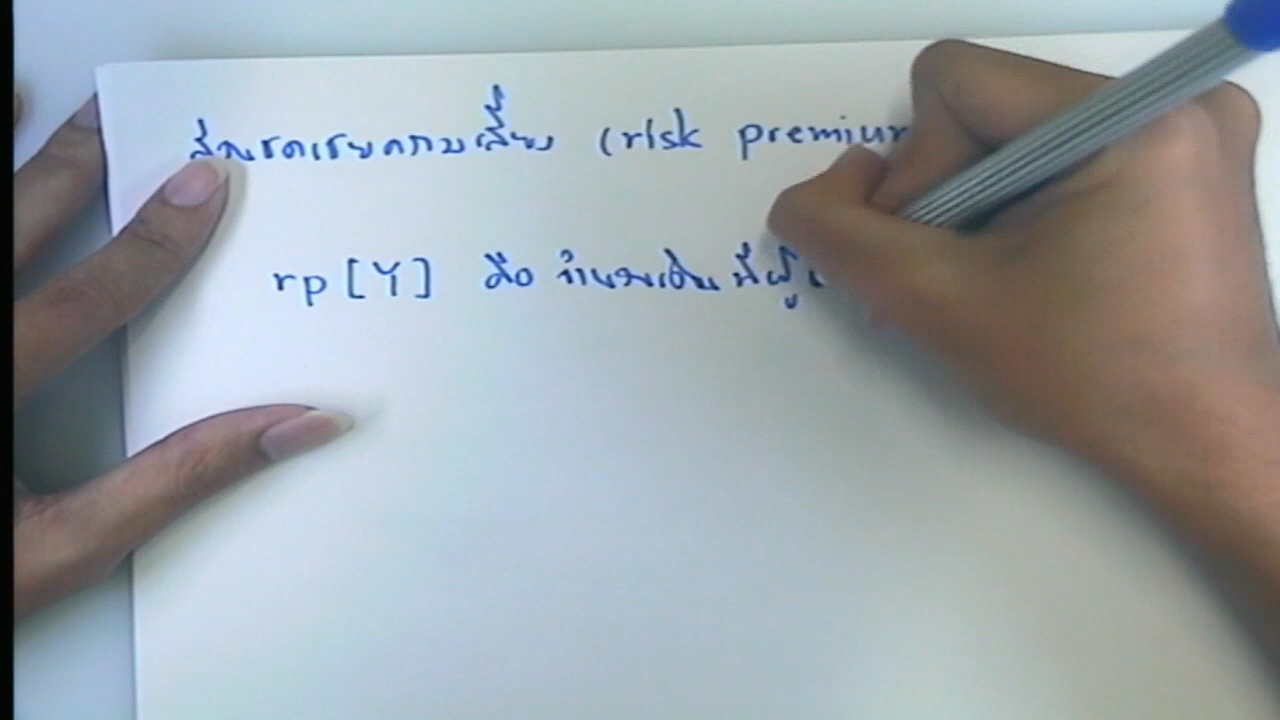 ส่วนชดเชยความเสี่ยง (risk premium
rp[Y] คือ จำนวนเงิน ที่ผู้